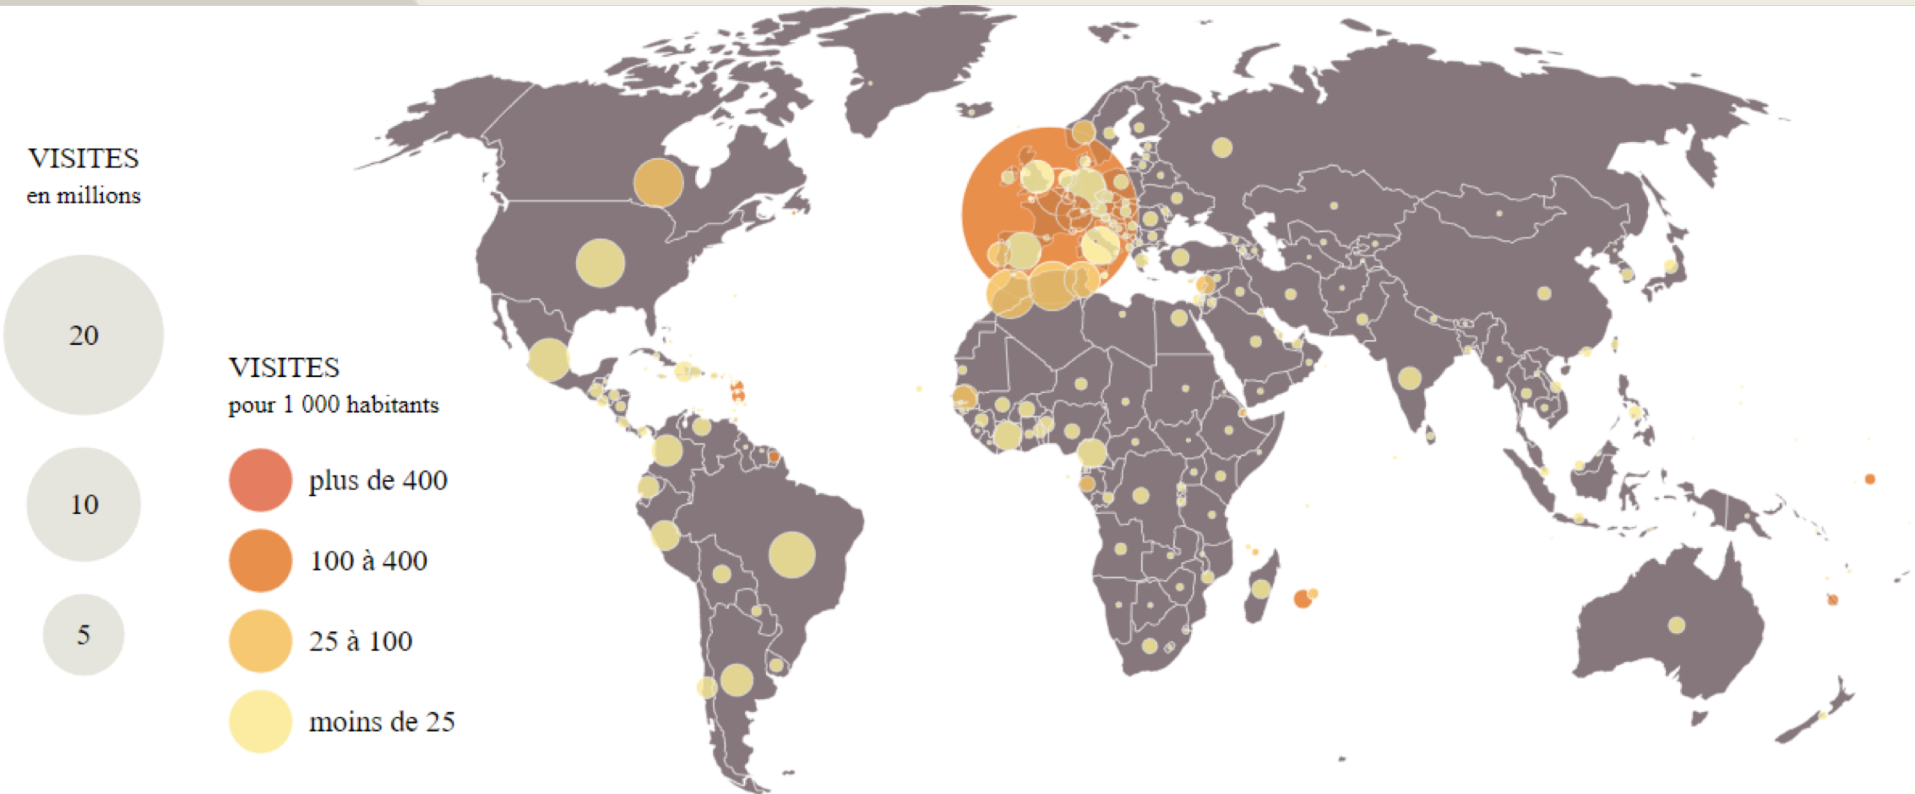 VISITES
en millions
20
10
5
VISITES
pour 1 000 habitants
plus de 400
100 à 400
25 à 100
moins de 25